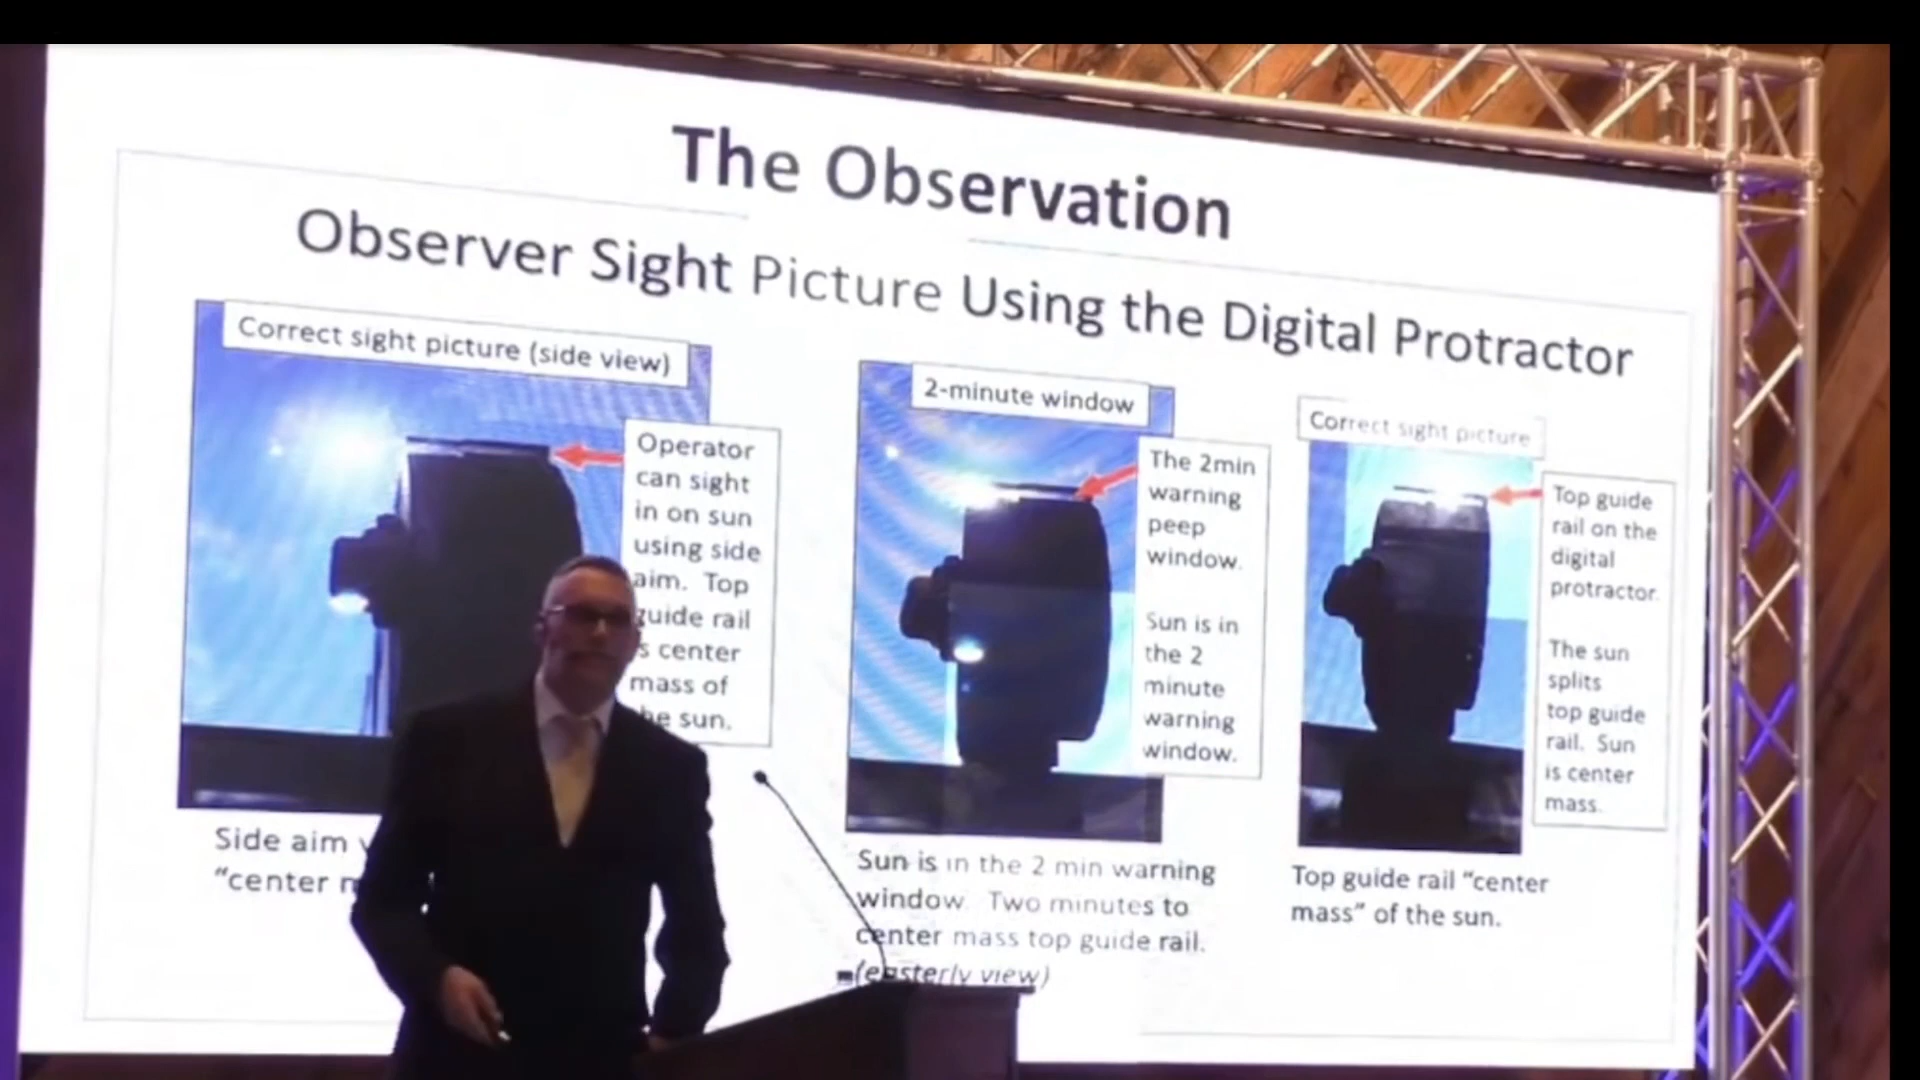 The Observation
Observer Sight Picture Using the Digital Protractor
Correct sight picture (side view)
Operator
can sight
in on sun
using side
aim. Top
guide rail
s center
mass of
he sun.
Side aim
"center
2-minute window
The 2min
warning
peep
window.
Sun is in
the 2
minute
warning
window.
Sun is in the 2 min warning
window. Two minutes to
center mass top guide rail.
(easterly view)
Correct sight picture
Top guide
rail on the
digital
protractor.
The sun
splits
top guide
rail. Sun
is center
mass.
Top guide rail "center
mass" of the sun.